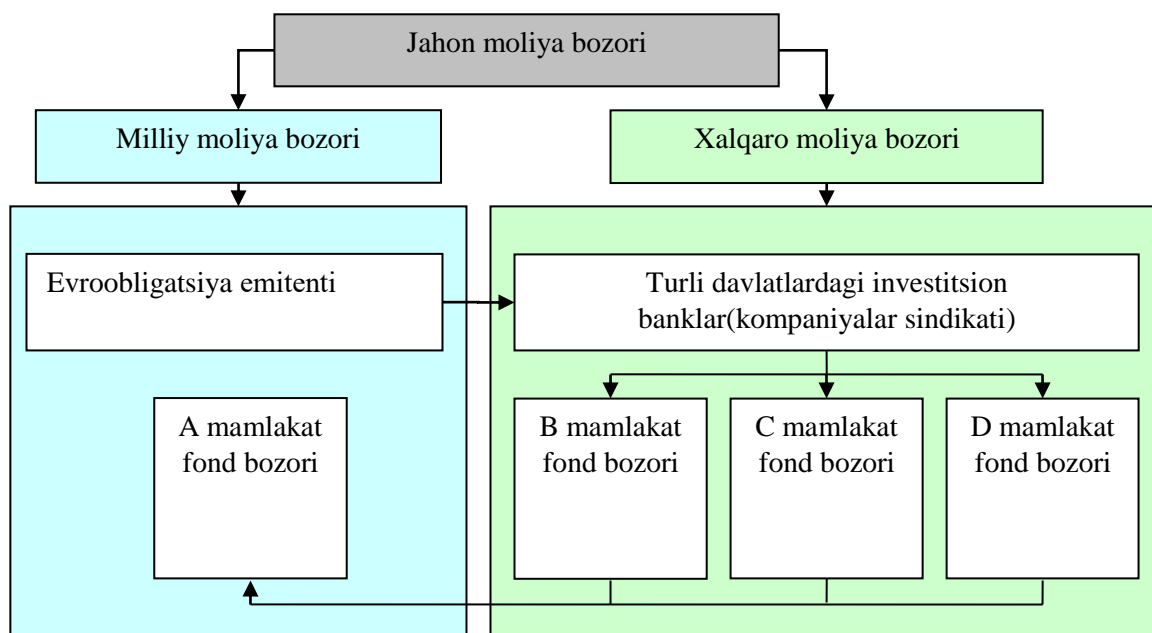 Jahon moliya bozori
Milliy moliya bozori
Xalqaro moliya bozori
Evroobligatsiya emitenti
Turli davlatlardagi investitsion
banklar(kompaniyalar sindikati)
A mamlakat
fond bozori
B mamlakat
fond bozori
C mamlakat
fond bozori
D mamlakat
fond bozori